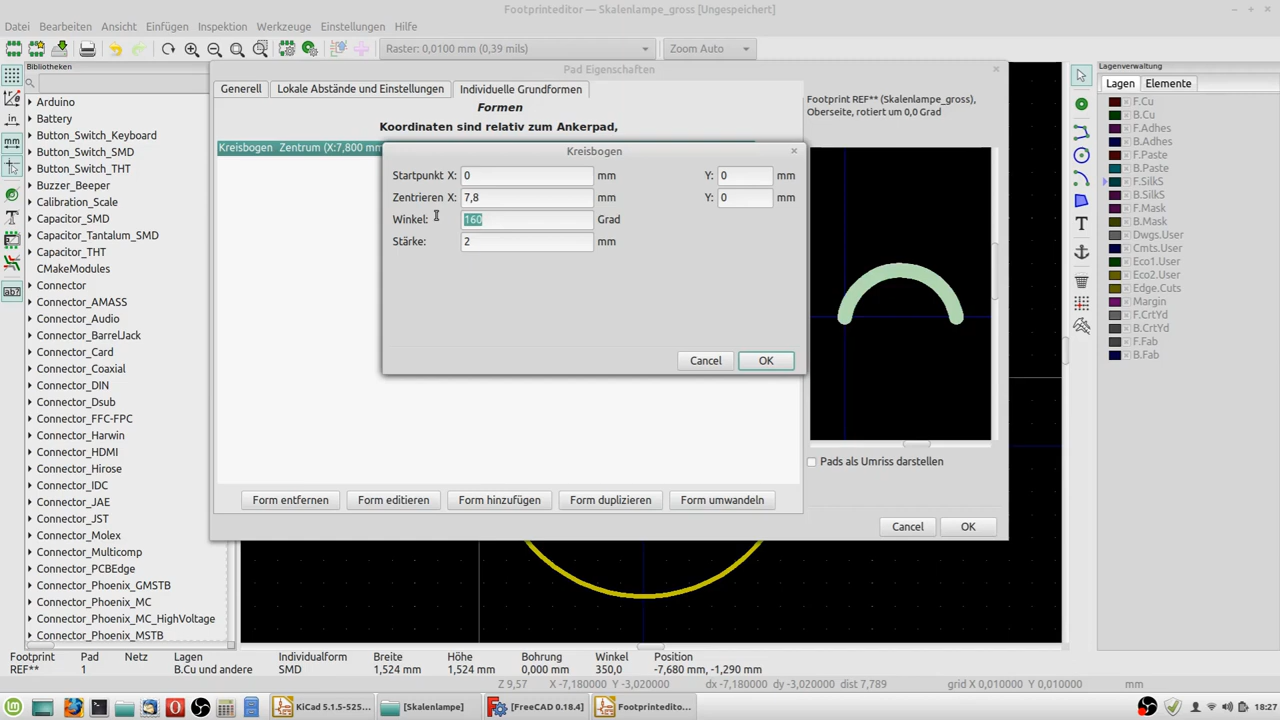 Footprinteditor — Skalenlampe_gross [Ungespeichert]
Datei Bearbeiten Ansicht Einfügen Inspektion Werkzeuge Einstellungen Hilfe
Raster: 0,0100 mm (0,39 mils) Zoom Auto
Bibliotheken
Arduino
Battery
Button_Switch_Keyboard
Button_Switch_SMD
Button_Switch_THT
Buzzer_Beeper
Calibration_Scale
Capacitor_SMD
Capacitor_Tantalum_SMD
Capacitor_THT
CMakeModules
Connector
Connector_AMASS
Connector_Audio
Connector_BarrelJack
Connector_Card
Connector_Coaxial
Connector_DIN
Connector_Dsub
Connector_FFC-FPC
Connector_Harwin
Connector_HDMI
Connector_Hirose
Connector_IDC
Connector_JAE
Connector_JST
Connector_Molex
Connector_Multicomp
Connector_PCBEdge
Connector_Phoenix_GMSTB
Connector_Phoenix_MC
Connector_Phoenix_MC_HighVoltage
Connector_Phoenix_MSTB
Pad Eigenschaften
Generell Lokale Abstände und Einstellungen Individuelle Grundformen
Formen
Koordinaten sind relativ zum Ankerpad,
Kreisbogen Zentrum (X:7,800 mm
Kreisbogen
Startpunkt X: 0 mm Y: 0 mm
Zentrieren X: 7,8 mm Y: 0 mm
Winkel: 160 Grad
Stärke: 2 mm
Cancel OK
Form entfernen Form editieren Form hinzufügen Form duplizieren Form umwandeln
Footprint REF** (Skalenlampe_gross),
Oberseite, rotiert um 0,0 Grad
Pads als Umriss darstellen
Cancel OK
Lagenverwaltung
Lagen Elemente
F.Cu
B.Cu
F.Adhes
B.Adhes
F.Paste
B.Paste
F.SilkS
B.SilkS
F.Mask
B.Mask
Dwgs.User
Cmts.User
Eco1.User
Eco2.User
Edge.Cuts
Margin
F.CrtYd
B.CrtYd
F.Fab
B.Fab
Footprint Pad Netz Lagen Individualform Breite Höhe Bohrung Winkel Position
REF** 1 B.Cu und andere SMD 1,524 mm 1,524 mm 0,000 mm 350,0 -7,680 mm, -1,290 mm
Z 9,57 X -7,180000 Y -3,020000 dx -7,180000 dy -3,020000 dist 7,789 grid X 0,010000 Y 0,010000 mm
KiCad 5.1.5-525... [Skalenlampe] [FreeCAD 0.18.4] Footprinteditor... 18:27